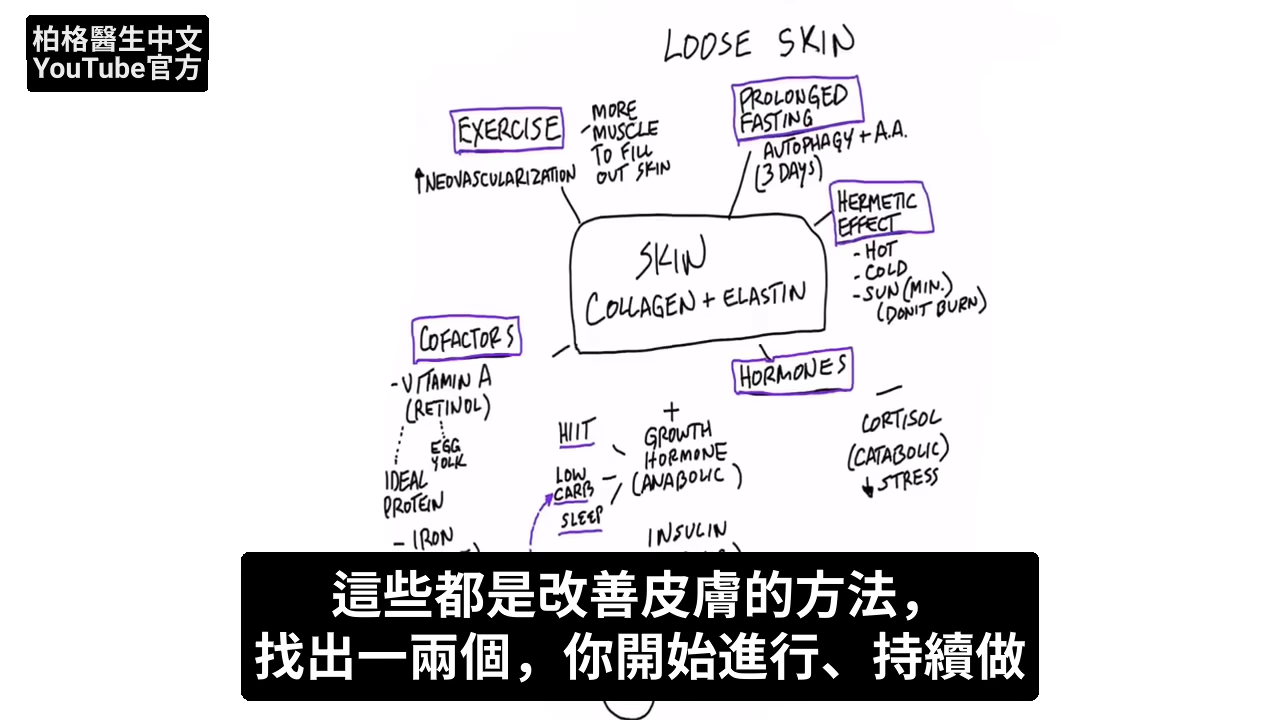 柏格醫生中文
YouTube官方
LOOSE SKIN
EXERCISE
MORE
MUSCLE
TO FILL
OUT SKIN
↑NEOVASCULARIZATION
PROLONGED
FASTING
AUTOPHAGY + A.A.
(3 DAYS)
HERMETIC
EFFECT
- HOT
- COLD
- SUN (MIN.)
(DON'T BURN)
SKIN
COLLAGEN + ELASTIN
COFACTORS
- VITAMIN A
(RETINOL)
EGG
YOLK
IDEAL
PROTEIN
- IRON
HORMONES
HIIT
LOW
CARB
SLEEP
+
GROWTH
HORMONE
(ANABOLIC)
INSULIN
-
CORTISOL
(CATABOLIC)
↓ STRESS
這些都是改善皮膚的方法，
找出一兩個，你開始進行、持續做